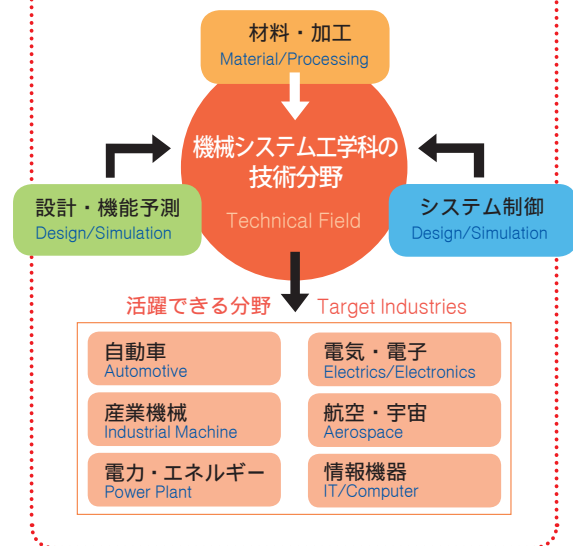 材料・加工
Material/Processing
機械システム工学科の
技術分野
Technical Field
設計・機能予測
Design/Simulation
システム制御
Design/Simulation
活躍できる分野 Target Industries
自動車
Automotive
電気・電子
Electrics/Electronics
産業機械
Industrial Machine
航空・宇宙
Aerospace
電力・エネルギー
Power Plant
情報機器
IT/Computer